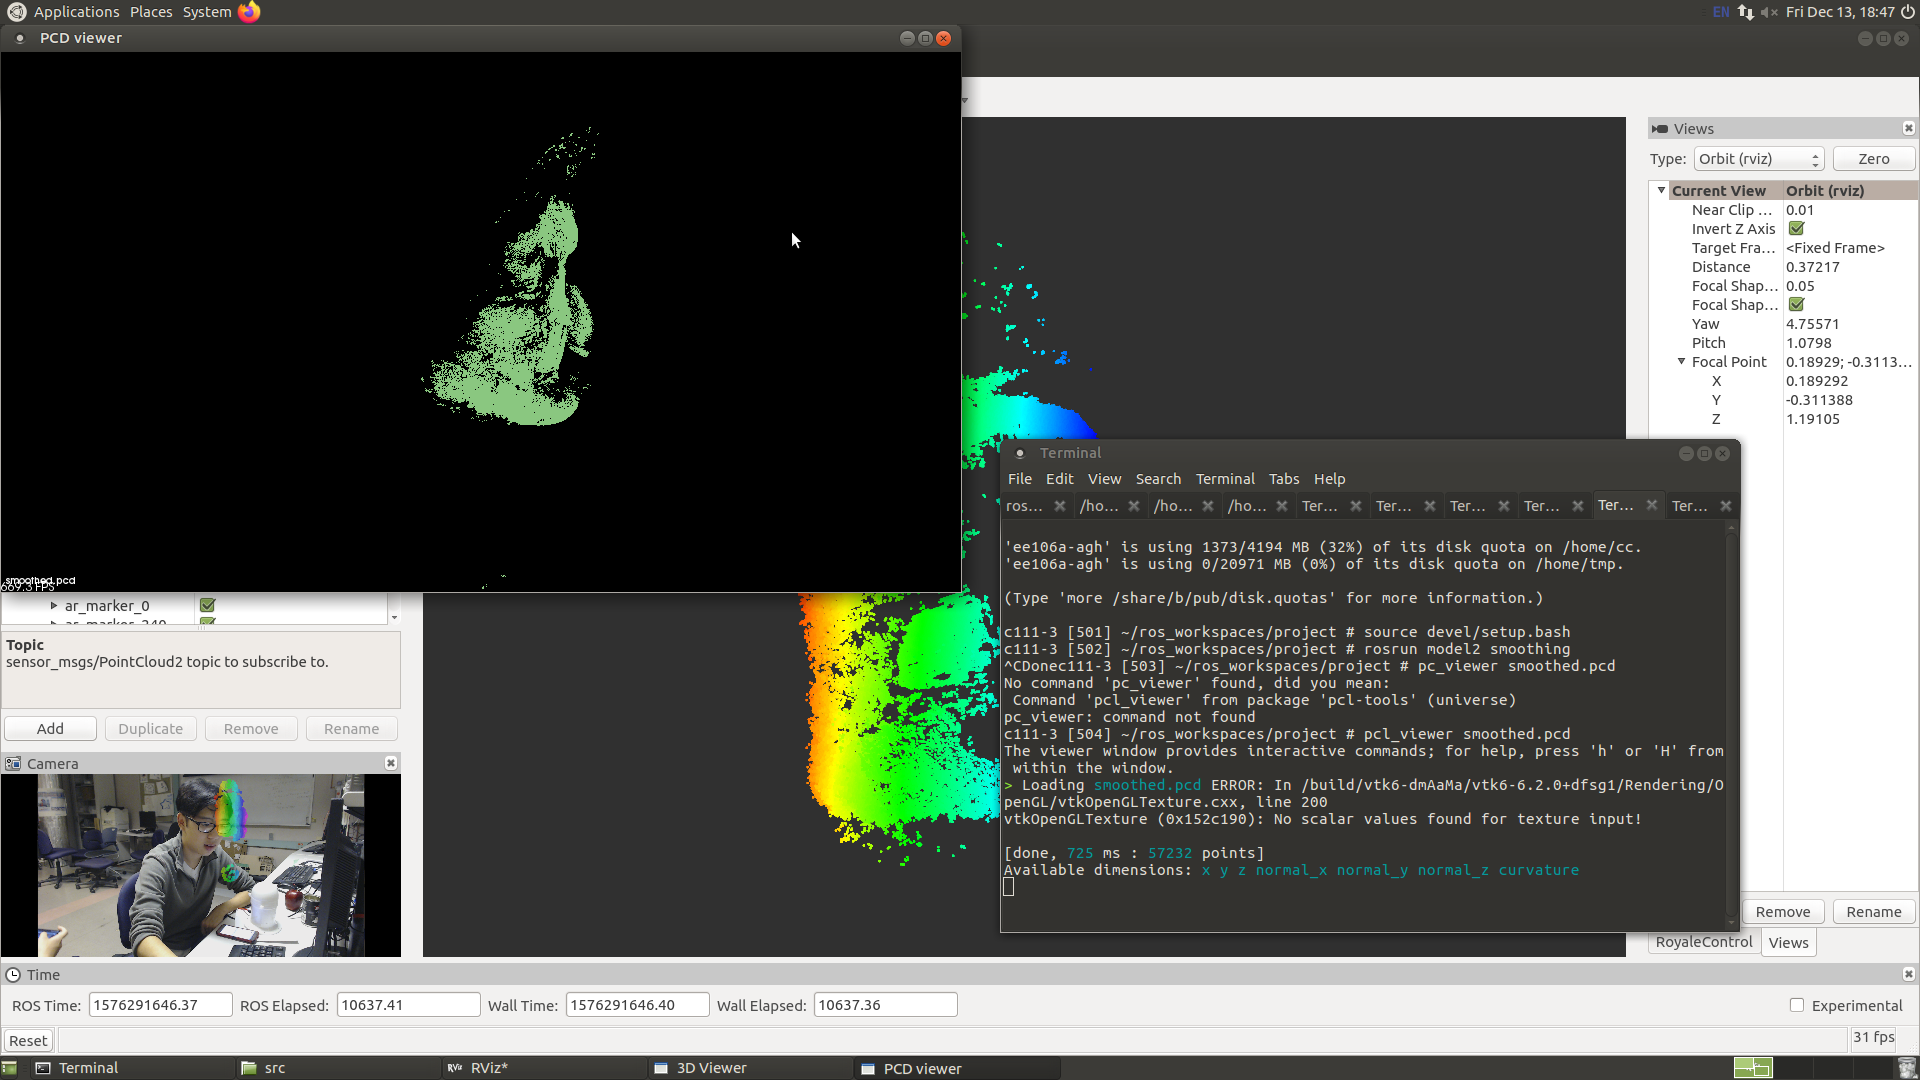 Applications Places System
EN Fri Dec 13, 18:47
PCD viewer
smoothed.pcd
669.3 FPS
Views
Type: Orbit (rviz) Zero
Current View Orbit (rviz)
Near Clip ... 0.01
Invert Z Axis
Target Fra... <Fixed Frame>
Distance 0.37217
Focal Shap... 0.05
Focal Shap...
Yaw 4.75571
Pitch 1.0798
Focal Point 0.18929; -0.3113...
X 0.189292
Y -0.311388
Z 1.19105
Remove Rename
RoyaleControl Views
Terminal
File Edit View Search Terminal Tabs Help
ros... /ho... /ho... /ho... Ter... Ter... Ter... Ter... Ter... Ter...
'ee106a-agh' is using 1373/4194 MB (32%) of its disk quota on /home/cc.
'ee106a-agh' is using 0/20971 MB (0%) of its disk quota on /home/tmp.
(Type 'more /share/b/pub/disk.quotas' for more information.)
c111-3 [501] ~/ros_workspaces/project # source devel/setup.bash
c111-3 [502] ~/ros_workspaces/project # rosrun model2 smoothing
^CDonec111-3 [503] ~/ros_workspaces/project # pc_viewer smoothed.pcd
No command 'pc_viewer' found, did you mean:
Command 'pcl_viewer' from package 'pcl-tools' (universe)
pc_viewer: command not found
c111-3 [504] ~/ros_workspaces/project # pcl_viewer smoothed.pcd
The viewer window provides interactive commands; for help, press 'h' or 'H' from
within the window.
> Loading smoothed.pcd ERROR: In /build/vtk6-dmAaMa/vtk6-6.2.0+dfsg1/Rendering/O
penGL/vtkOpenGLTexture.cxx, line 200
vtkOpenGLTexture (0x152c190): No scalar values found for texture input!
[done, 725 ms : 57232 points]
Available dimensions: x y z normal_x normal_y normal_z curvature
ar_marker_0
ar_marker_240
Topic
sensor_msgs/PointCloud2 topic to subscribe to.
Add Duplicate Remove Rename
Camera
Time
ROS Time: 1576291646.37 ROS Elapsed: 10637.41 Wall Time: 1576291646.40 Wall Elapsed: 10637.36 Experimental
Reset 31 fps
Terminal src RViz* 3D Viewer PCD viewer